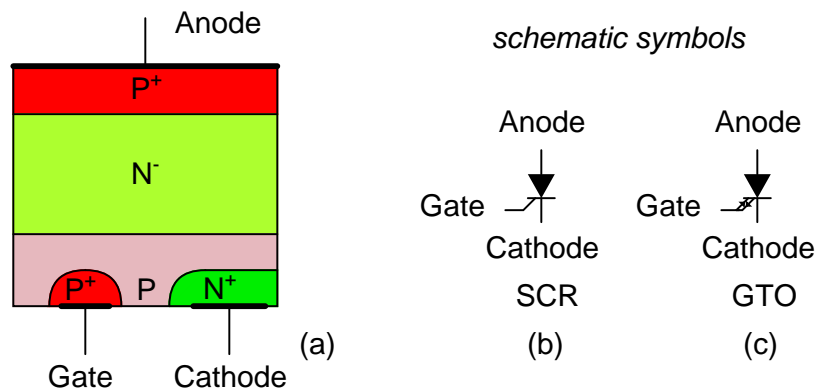 Anode
P+
N-
P+
P
N+
Gate
Cathode
(a)
schematic symbols
Anode
Gate
Cathode
SCR
(b)
Anode
Gate
Cathode
GTO
(c)